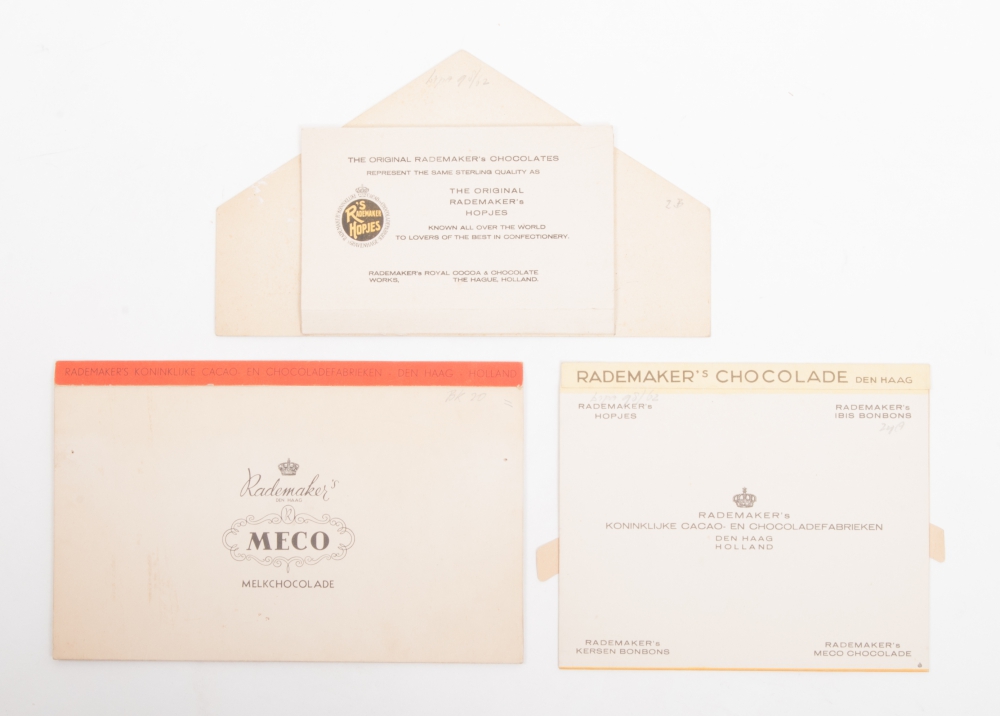 THE ORIGINAL RADEMAKER's CHOCOLATES
REPRESENT THE SAME STERLING QUALITY AS
THE ORIGINAL
RADEMAKER's
HOPJES
KNOWN ALL OVER THE WORLD
TO LOVERS OF THE BEST IN CONFECTIONERY.
RADEMAKER's ROYAL COCOA & CHOCOLATE
WORKS, THE HAGUE, HOLLAND.
RADEMAKER'S
HOPJES
RADEMAKER'S KONINKLIJKE CACAO- EN CHOCOLADEFABRIEKEN - DEN HAAG - HOLLAND
Rademaker's
DEN HAAG
MECO
MELKCHOCOLADE
RADEMAKER'S CHOCOLADE DEN HAAG
RADEMAKER's
HOPJES
RADEMAKER's
IBIS BONBONS
RADEMAKER's
KONINKLIJKE CACAO- EN CHOCOLADEFABRIEKEN
DEN HAAG
HOLLAND
RADEMAKER's
KERSEN BONBONS
RADEMAKER's
MECO CHOCOLADE